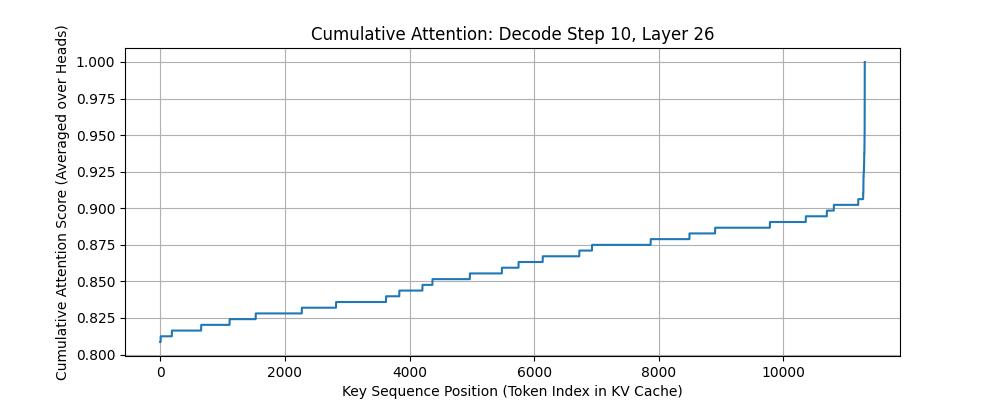 Cumulative Attention: Decode Step 10, Layer 26
Cumulative Attention Score (Averaged over Heads)
1.000
0.975
0.950
0.925
0.900
0.875
0.850
0.825
0.800
0 2000 4000 6000 8000 10000
Key Sequence Position (Token Index in KV Cache)